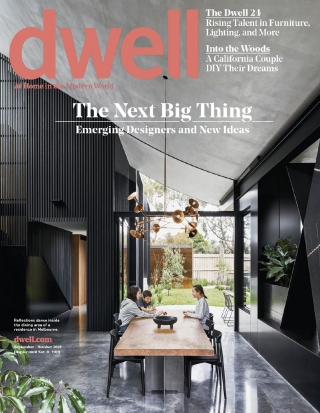 dwell
At Home in the Modern World
The Dwell 24
Rising Talent in Furniture,
Lighting, and More
Into the Woods
A California Couple
DIY Their Dreams
The Next Big Thing
Emerging Designers and New Ideas
Reflections dance inside
the dining area of a
residence in Melbourne.
dwell.com
September / October